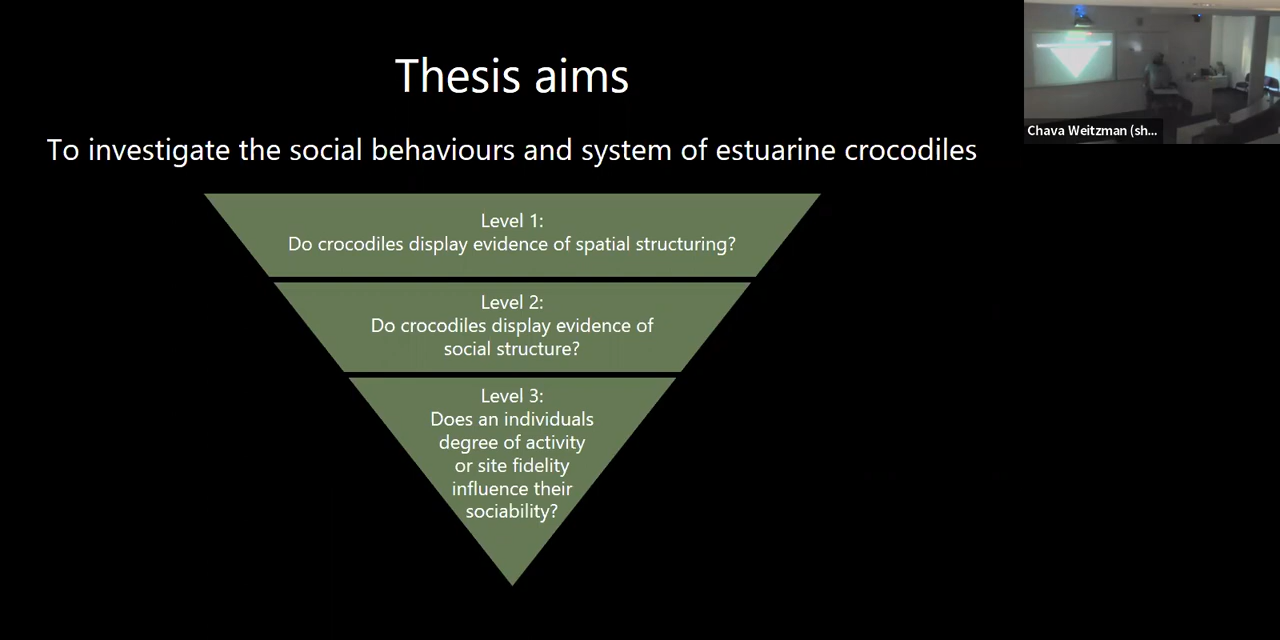 Thesis aims
To investigate the social behaviours and system of estuarine crocodiles
Level 1:
Do crocodiles display evidence of spatial structuring?
Level 2:
Do crocodiles display evidence of
social structure?
Level 3:
Does an individuals
degree of activity
or site fidelity
influence their
sociability?
Chava Weitzman (sh...